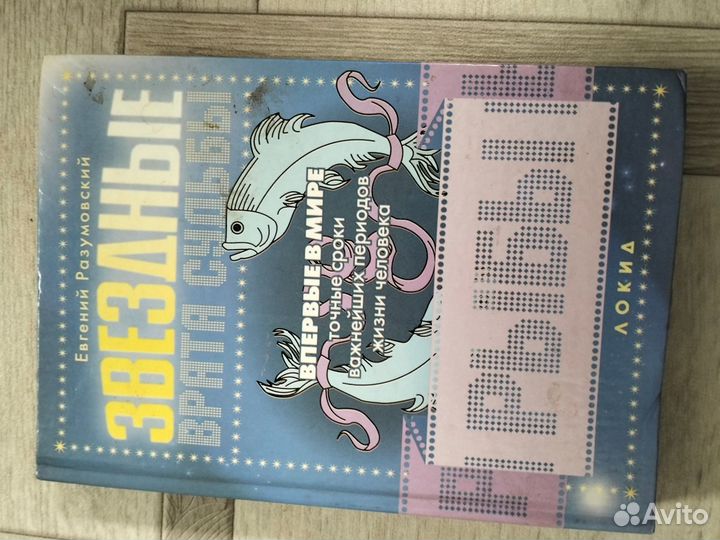 Евгений Разумовский
ЗВЕЗДНЫЕ
ВРАТА СУДЬБЫ
ВПЕРВЫЕ В МИРЕ
точные сроки
важнейших периодов
жизни человека
РЫБЫ
ЛОКИД
Avito